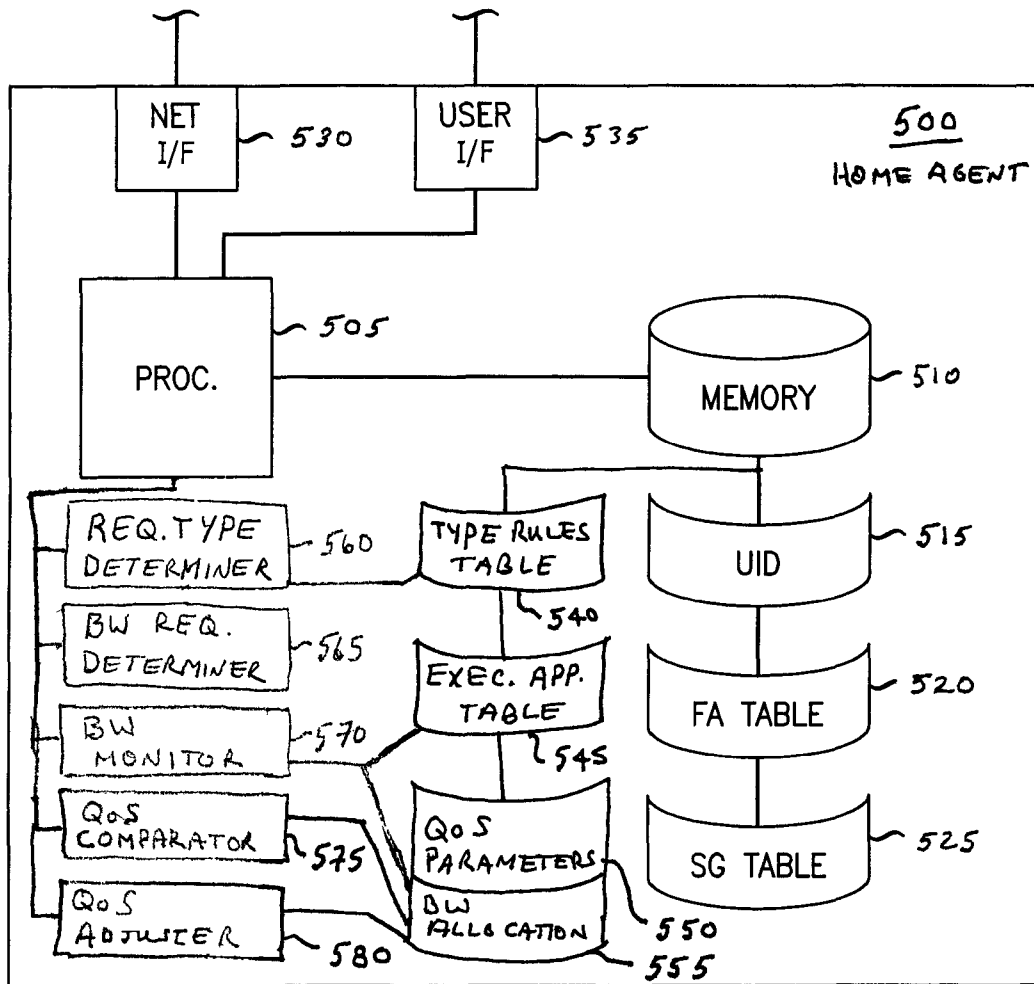 NET
I/F
530
USER
I/F
535
500
HOME AGENT
PROC.
505
MEMORY
510
REQ. TYPE
DETERMINER
560
TYPE RULES
TABLE
540
UID
515
BW REQ.
DETERMINER
565
EXEC. APP.
TABLE
545
FA TABLE
520
BW
MONITOR
570
QoS
COMPARATOR
575
QoS
PARAMETERS
550
SG TABLE
525
QoS
ADJUSTER
580
BW
ALLOCATION
555